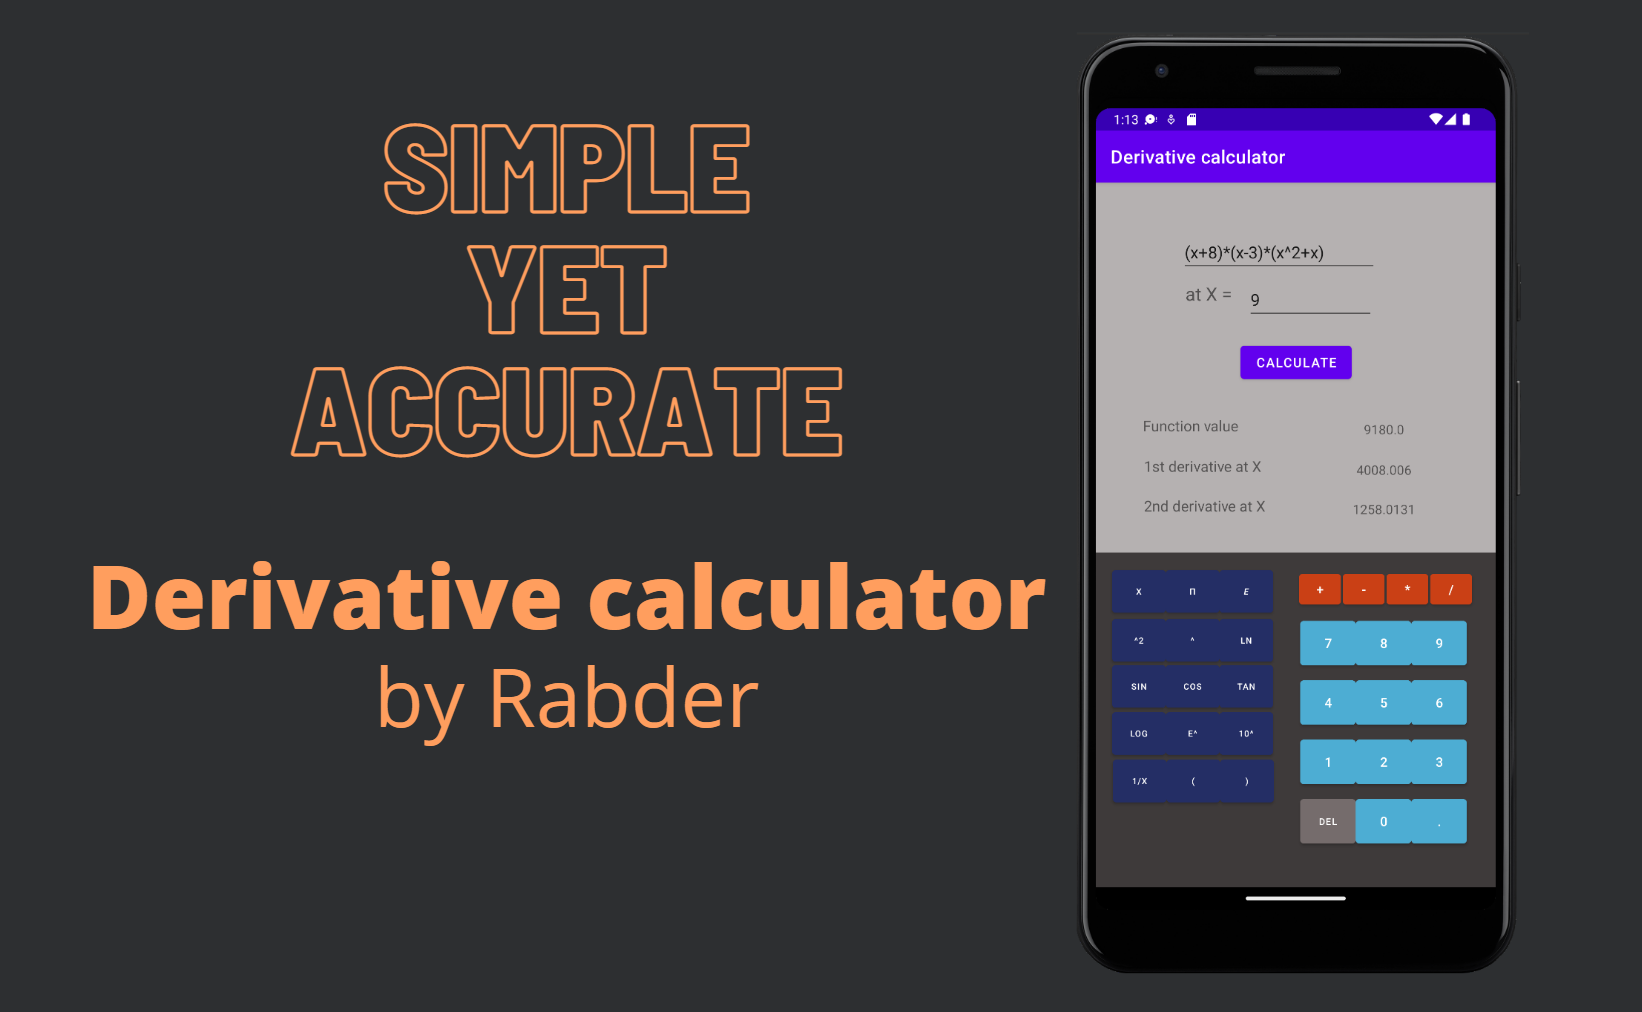 SIMPLE
YET
ACCURATE
Derivative calculator
by Rabder
1:13
Derivative calculator
(x+8)*(x-3)*(x^2+x)
at X = 9
CALCULATE
Function value 9180.0
1st derivative at X 4008.006
2nd derivative at X 1258.0131
x п E + - * /
^2 ^ LN 7 8 9
SIN COS TAN 4 5 6
LOG E^ 10^ 1 2 3
1/X ( ) DEL 0 .